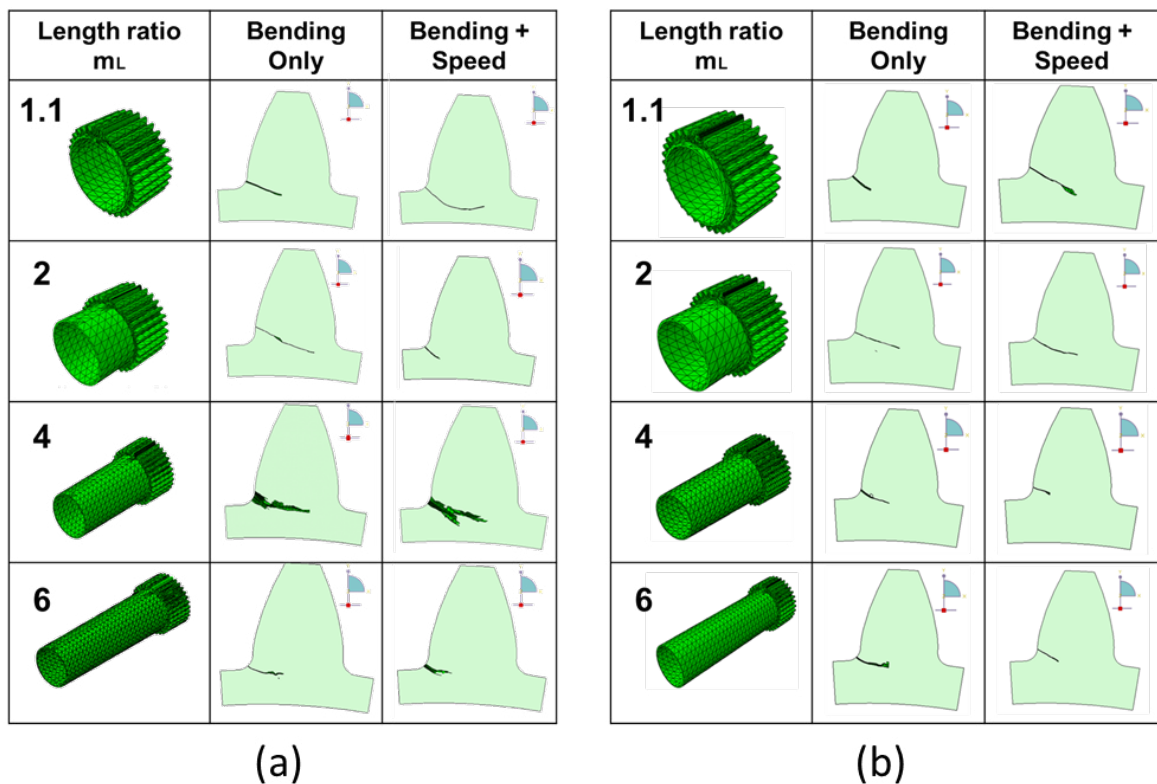 Length ratio
mL
Bending
Only
Bending +
Speed
1.1
2
4
6
(a)
Length ratio
mL
Bending
Only
Bending +
Speed
1.1
2
4
6
(b)